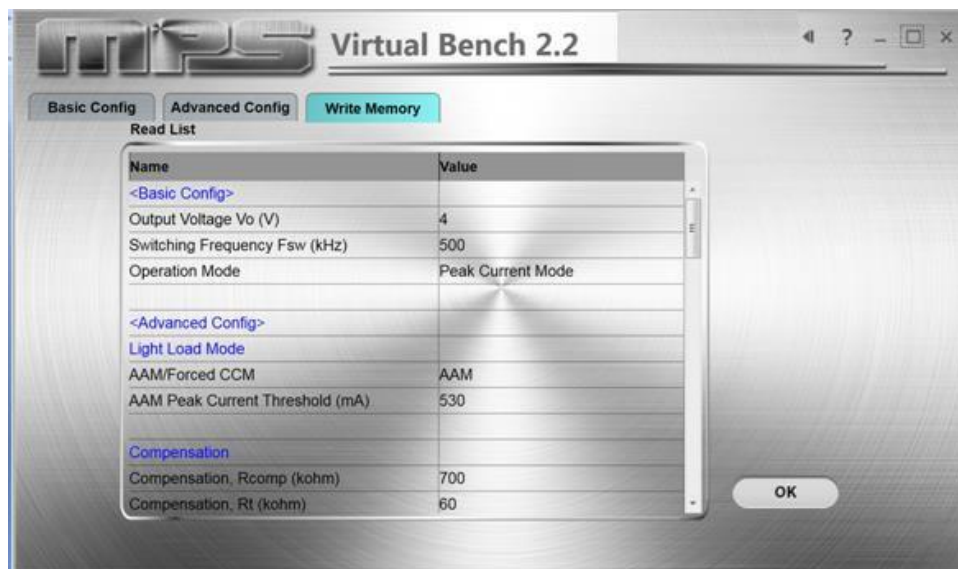 mps Virtual Bench 2.2
Basic Config Advanced Config Write Memory
Read List
Name Value
<Basic Config>
Output Voltage Vo (V) 4
Switching Frequency Fsw (kHz) 500
Operation Mode Peak Current Mode
<Advanced Config>
Light Load Mode
AAM/Forced CCM AAM
AAM Peak Current Threshold (mA) 530
Compensation
Compensation, Rcomp (kohm) 700
Compensation, Rt (kohm) 60
OK